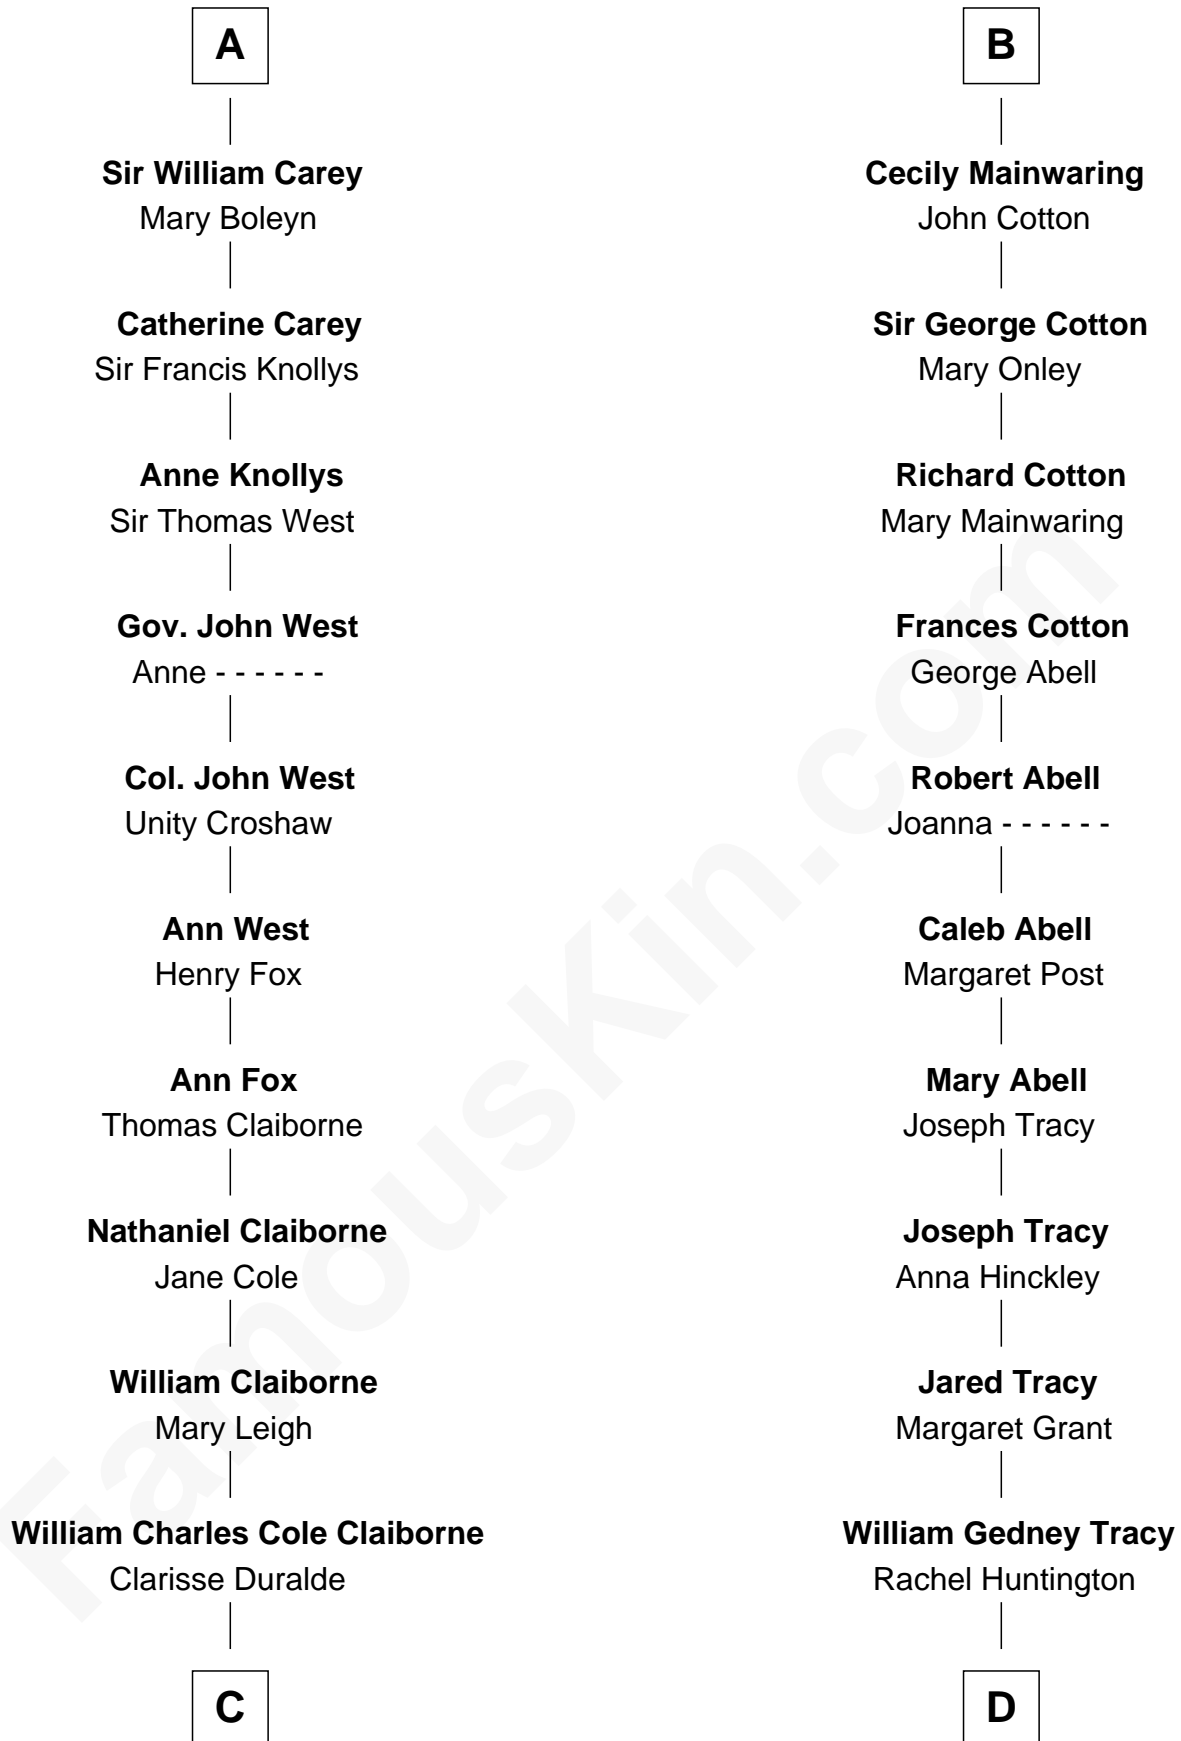 A
Sir William Carey
Mary Boleyn
Catherine Carey
Sir Francis Knollys
Anne Knollys
Sir Thomas West
Gov. John West
Anne - - - - - -
Col. John West
Unity Croshaw
Ann West
Henry Fox
Ann Fox
Thomas Claiborne
Nathaniel Claiborne
Jane Cole
William Claiborne
Mary Leigh
William Charles Cole Claiborne
Clarisse Duralde
C
B
Cecily Mainwaring
John Cotton
Sir George Cotton
Mary Onley
Richard Cotton
Mary Mainwaring
Frances Cotton
George Abell
Robert Abell
Joanna - - - - - -
Caleb Abell
Margaret Post
Mary Abell
Joseph Tracy
Joseph Tracy
Anna Hinckley
Jared Tracy
Margaret Grant
William Gedney Tracy
Rachel Huntington
D
FamousKin.com